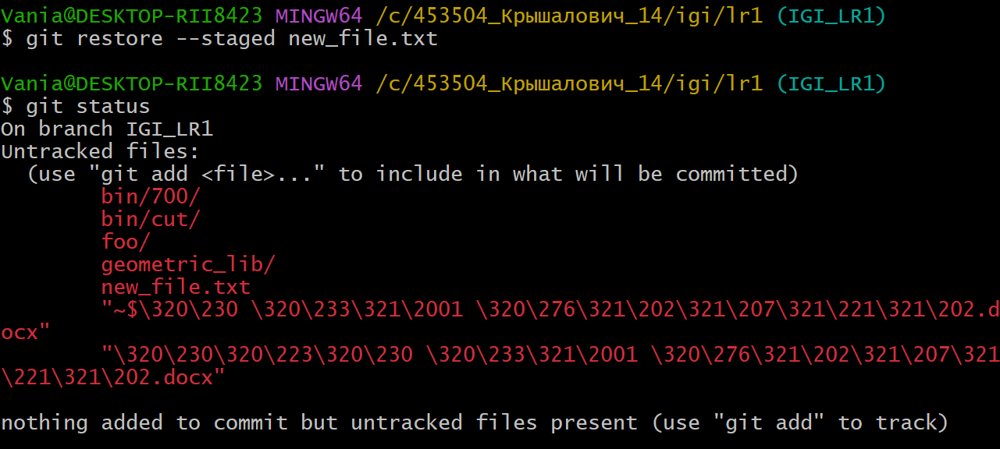 Vania@DESKTOP-RII8423 MINGW64 /c/453504_Крышалович_14/igi/lr1 (IGI_LR1)
$ git restore --staged new_file.txt
Vania@DESKTOP-RII8423 MINGW64 /c/453504_Крышалович_14/igi/lr1 (IGI_LR1)
$ git status
On branch IGI_LR1
Untracked files:
  (use "git add <file>..." to include in what will be committed)
        bin/700/
        bin/cut/
        foo/
        geometric_lib/
        new_file.txt
        "~$\320\230 \320\233\321\2001 \320\276\321\202\321\207\321\221\321\202.d
ocx"
        "\320\230\320\223\320\230 \320\233\321\2001 \320\276\321\202\321\207\321
\221\321\202.docx"
nothing added to commit but untracked files present (use "git add" to track)